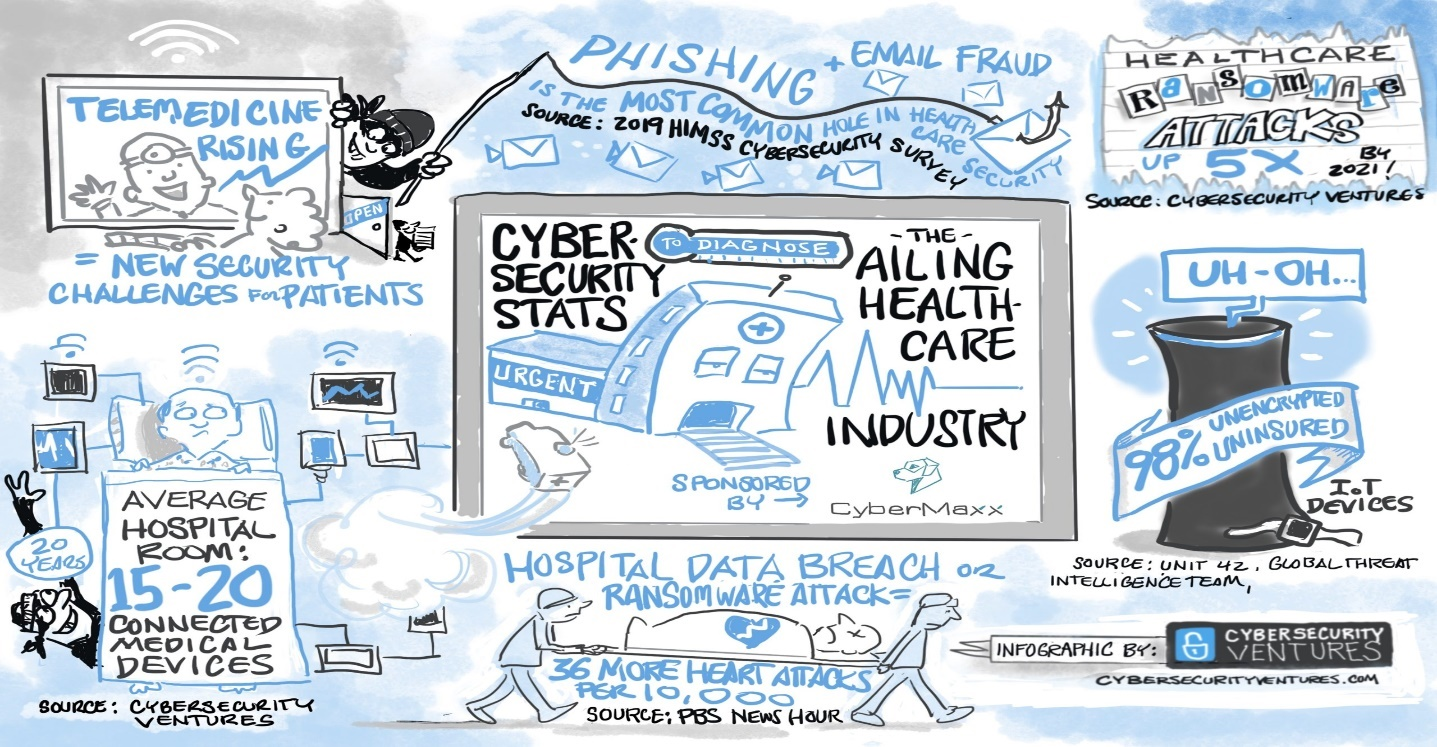 TELEMEDICINE
RISING
OPEN
= NEW SECURITY
CHALLENGES FOR PATIENTS
PHISHING + EMAIL FRAUD
IS THE MOST COMMON HOLE IN HEALTH
CARE
SECURITY
SOURCE: 2019 HIMSS CYBERSECURITY SURVEY
HEALTHCARE
RaNSOmWARe
ATTACKS
UP 5X BY
2021!
SOURCE: CYBERSECURITY VENTURES
CYBER-
SECURITY
STATS
TO DIAGNOSE
- THE -
AILING
HEALTH-
CARE
INDUSTRY
URGENT
SPONSORED
BY →
CyberMaxx
UH-OH...
98% UNENCRYPTED
UNINSURED
IoT
DEVICES
SOURCE: UNIT 42, GLOBAL THREAT
INTELLIGENCE TEAM,
20
YEARS
AVERAGE
HOSPITAL
ROOM:
15-20
CONNECTED
MEDICAL
DEVICES
SOURCE: CYBERSECURITY
VENTURES
HOSPITAL DATA BREACH OR
RANSOMWARE ATTACK=
36 MORE HEART ATTACKS
PER 10,000
SOURCE: PBS NEWS HOUR
INFOGRAPHIC BY:
CYBERSECURITY
VENTURES
CYBERSECURITYVENTURES.COM